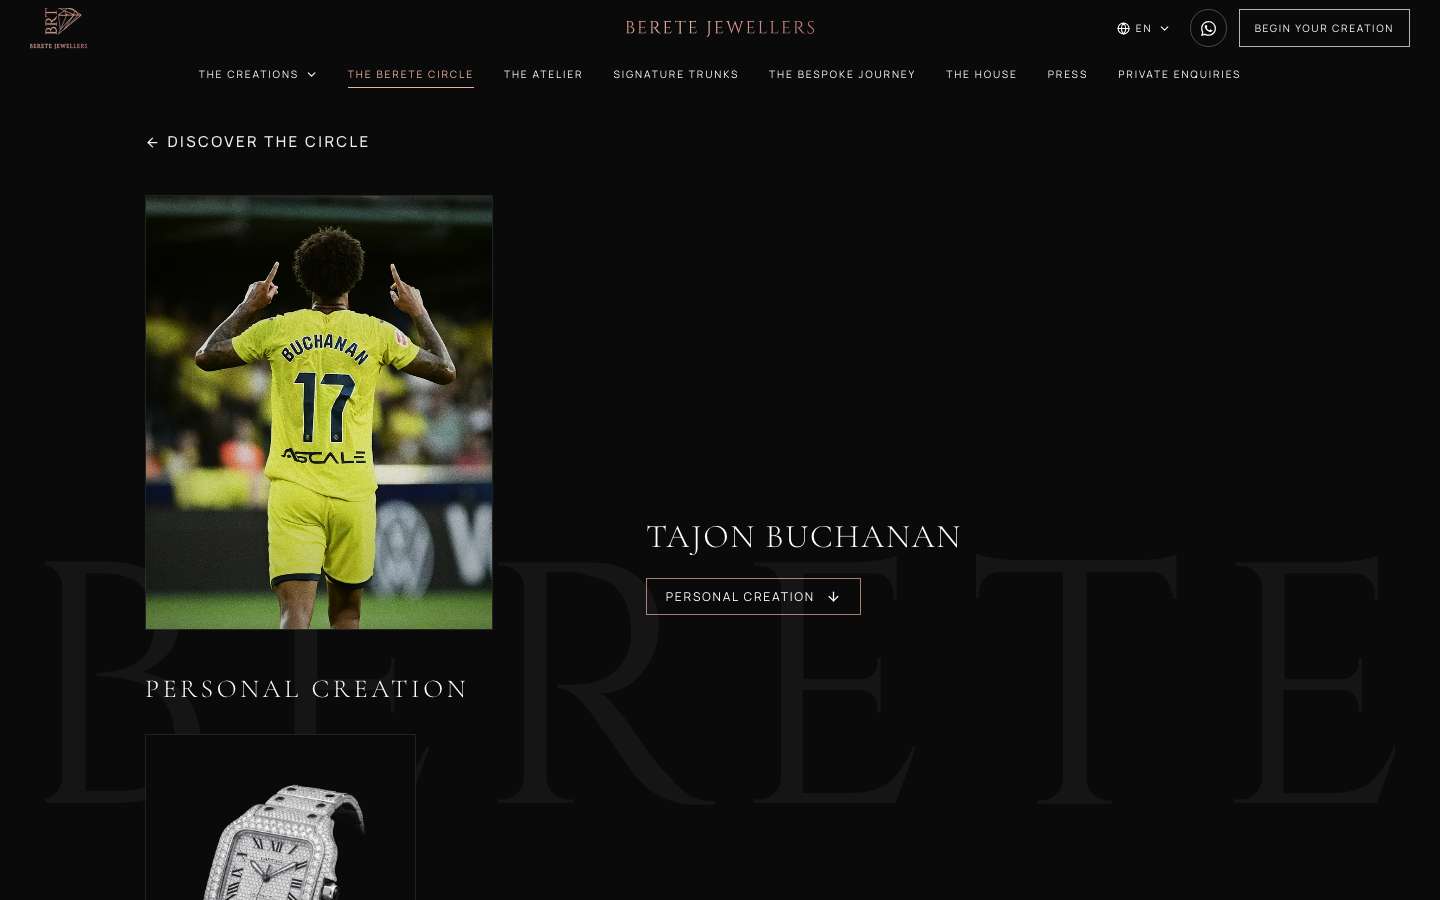 BRT
BERETE JEWELLERS
BERETE JEWELLERS
EN
BEGIN YOUR CREATION
THE CREATIONS
THE BERETE CIRCLE
THE ATELIER
SIGNATURE TRUNKS
THE BESPOKE JOURNEY
THE HOUSE
PRESS
PRIVATE ENQUIRIES
← DISCOVER THE CIRCLE
BUCHANAN
17
ASCALE
W
TAJON BUCHANAN
PERSONAL CREATION ↓
BERETE
PERSONAL CREATION